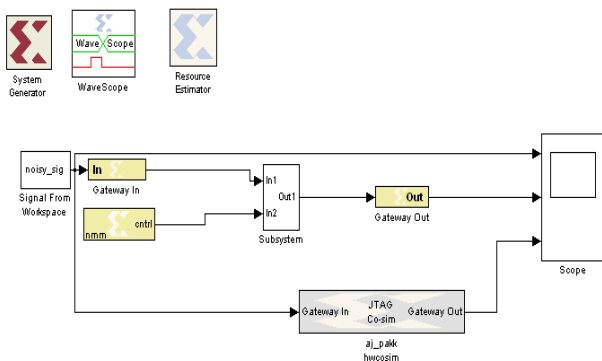 System
Generator
Wave Scope
WaveScope
Resource
Estimator
noisy_sig
Signal From
Workspace
In
Gateway In
nmm
cntrl
In1
In2
Out1
Subsystem
Out
Gateway Out
Scope
Gateway In
JTAG
Co-sim
Gateway Out
aj_pakk
hwcosim